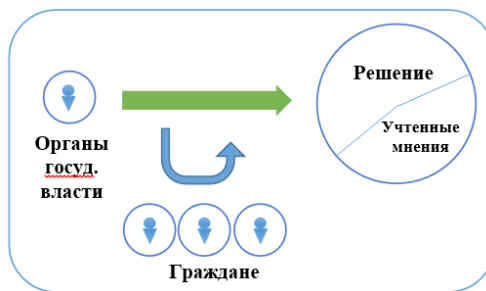 Решение
Учтенные
мнения
Органы
госуд.
власти
Граждане